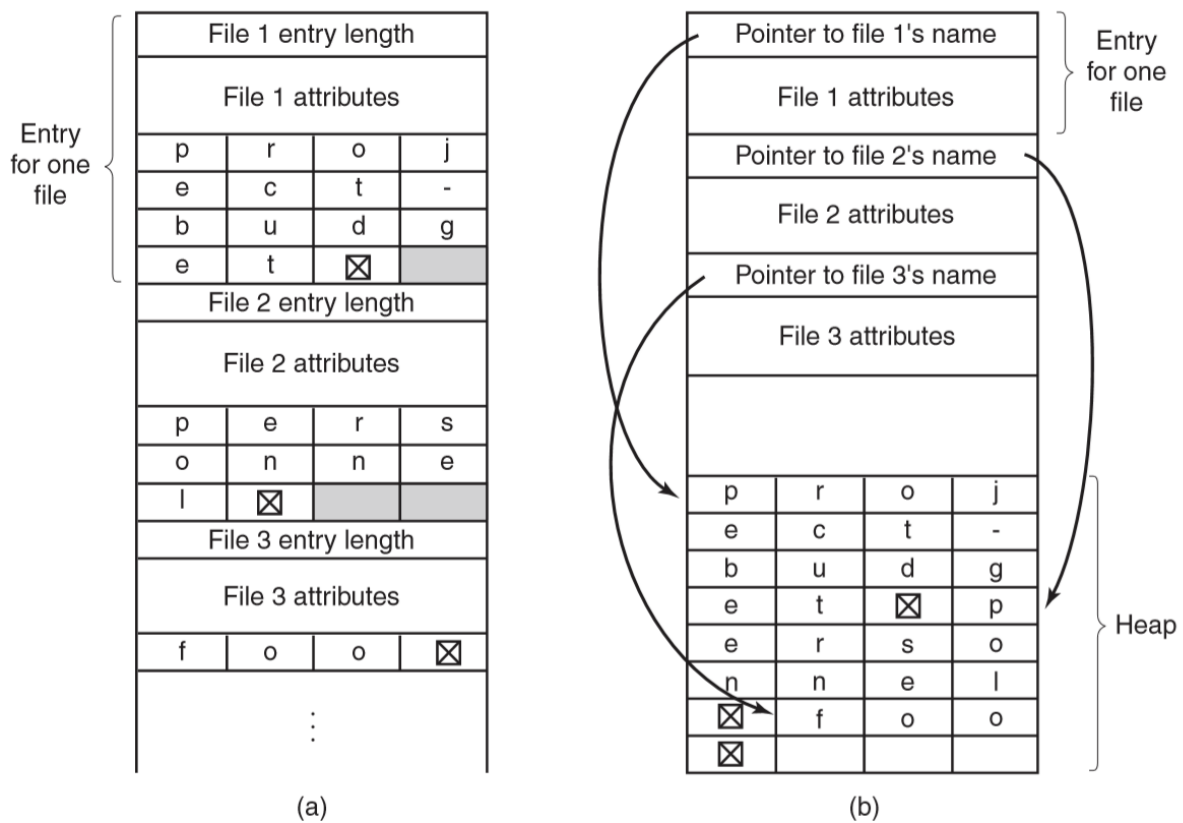 Entry
for one
file
File 1 entry length
File 1 attributes
p r o j
e c t -
b u d g
e t ☒
File 2 entry length
File 2 attributes
p e r s
o n n e
l ☒
File 3 entry length
File 3 attributes
f o o ☒
⋮
(a)
Pointer to file 1's name
File 1 attributes
Entry
for one
file
Pointer to file 2's name
File 2 attributes
Pointer to file 3's name
File 3 attributes
p r o j
e c t -
b u d g
e t ☒ p
e r s o
n n e l
☒ f o o
☒
Heap
(b)